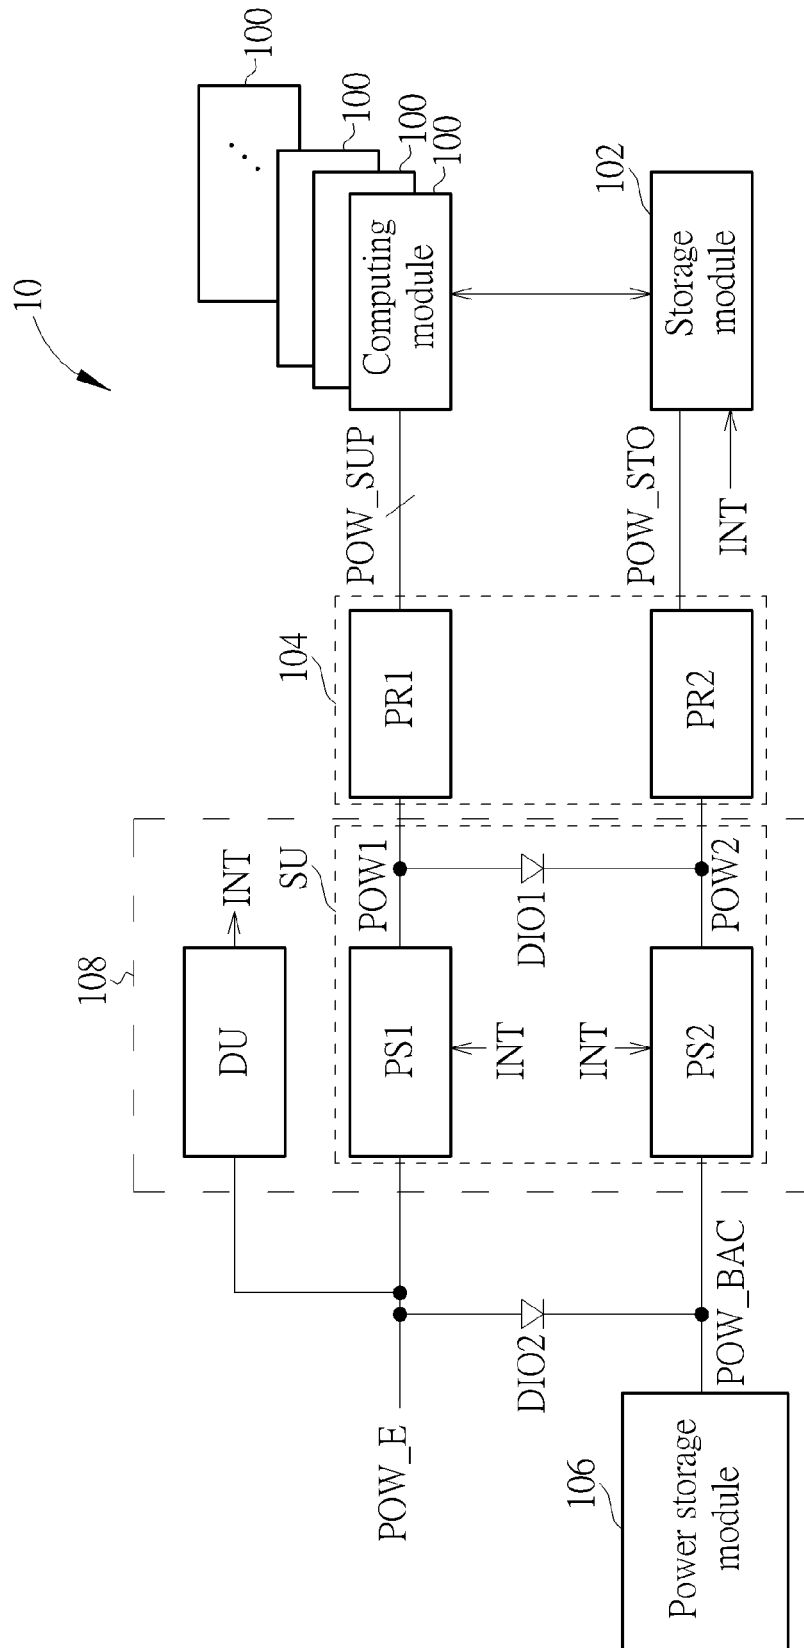 10
100
100
100
100
Computing
module
102
Storage
module
POW_SUP
POW_STO
INT
104
PR1
PR2
108
SU
INT
DU
POW1
POW2
DIO1
PS1
INT
INT
PS2
POW_E
DIO2
POW_BAC
106
Power storage
module